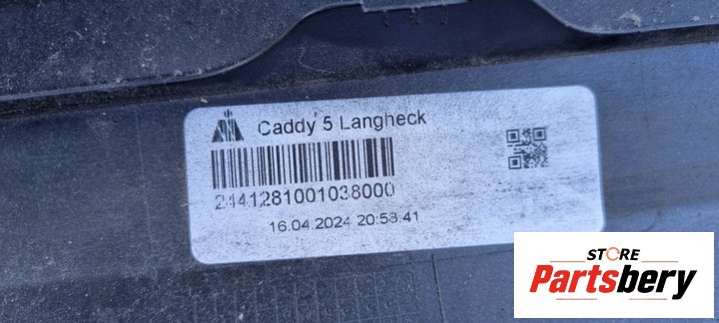 Caddy 5 Langheck
2441281001038000
16.04.2024 20:53:41
STORE
Partsbery